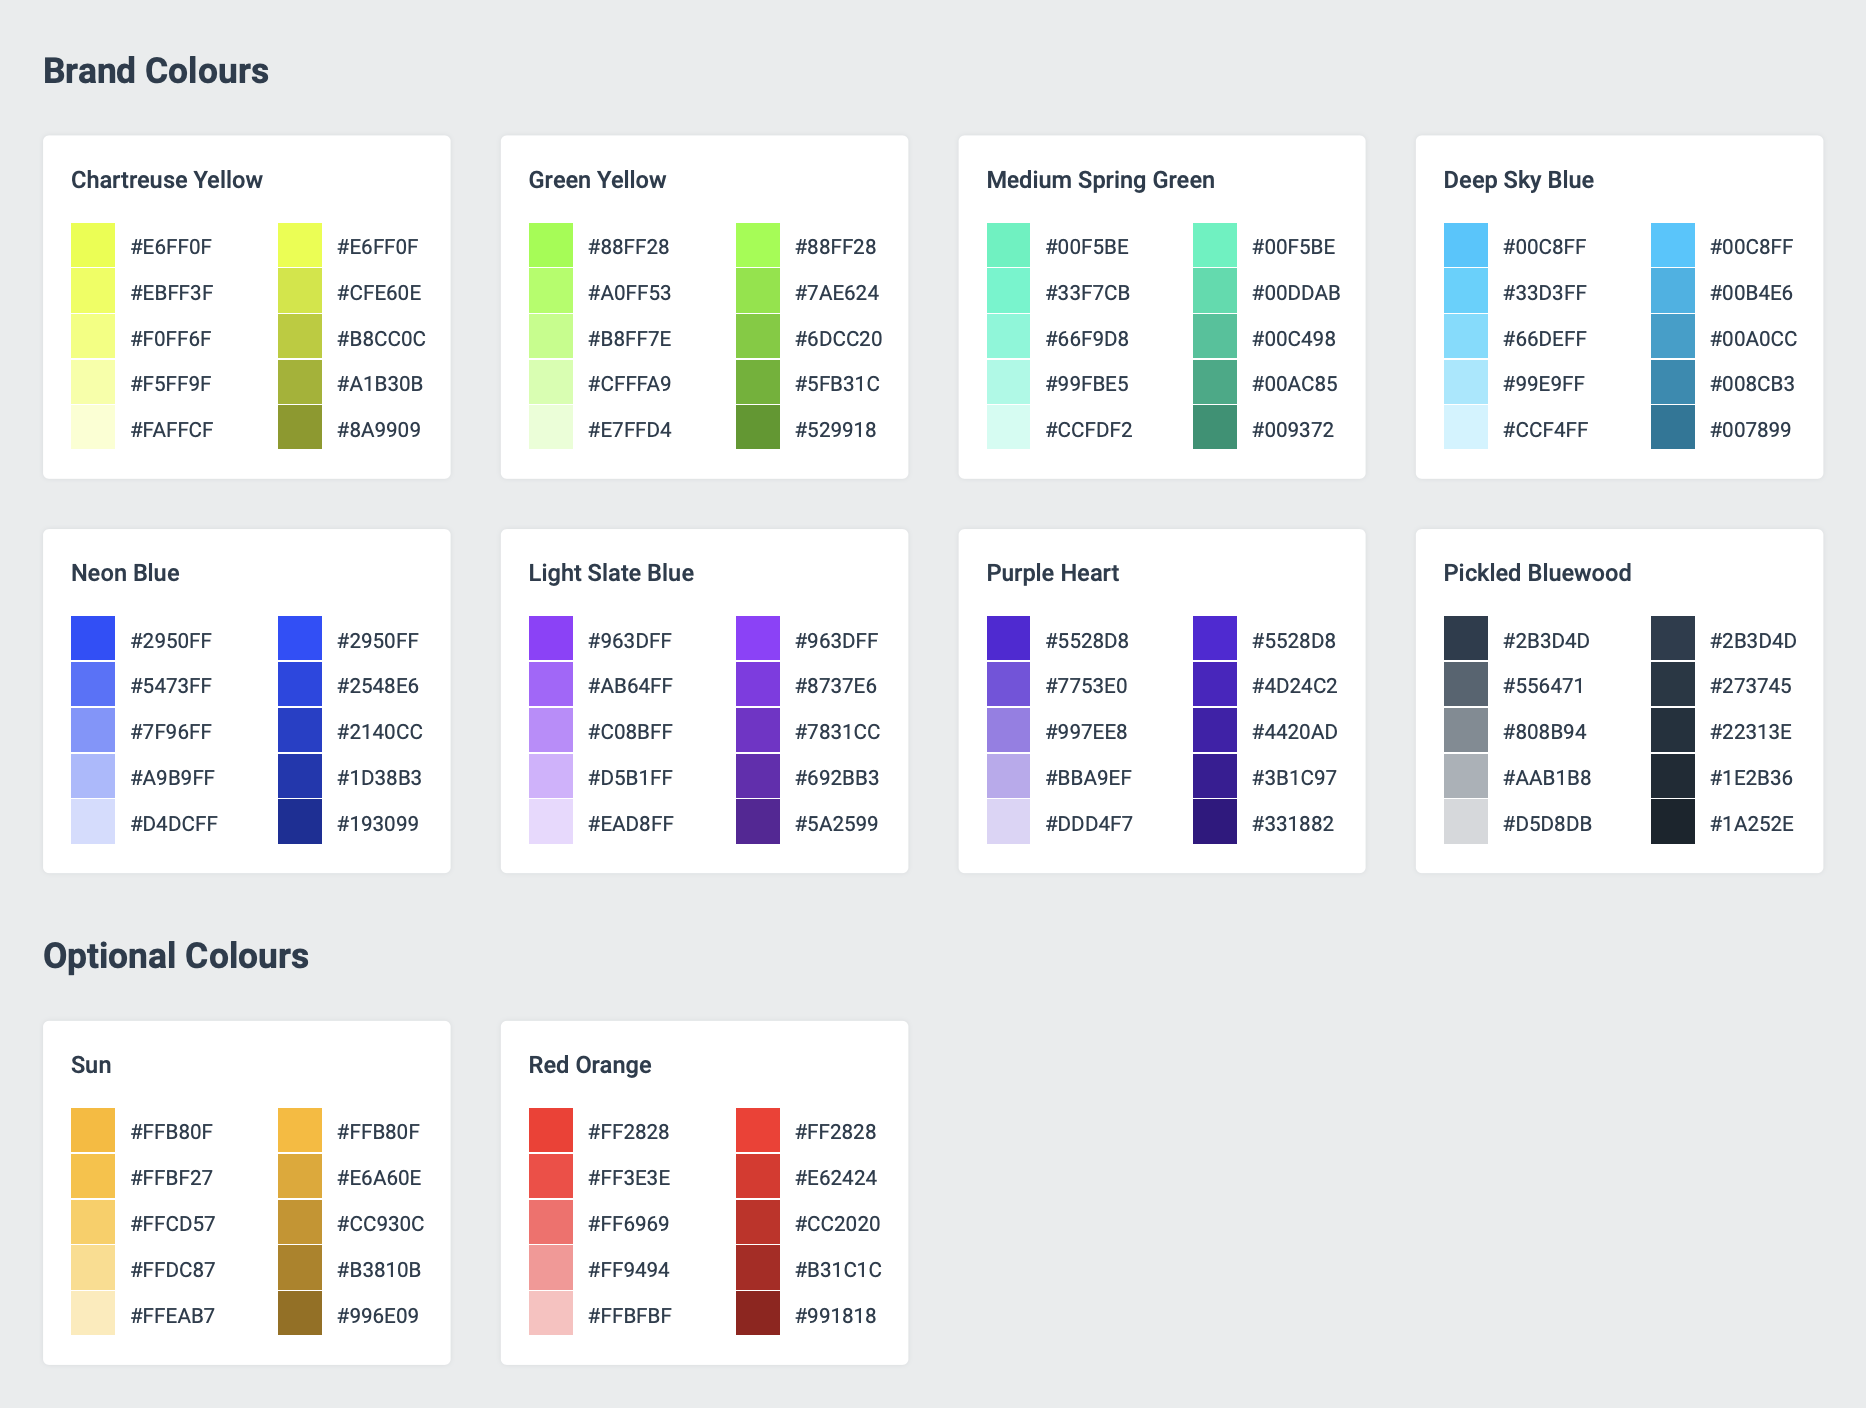 Brand Colours
Chartreuse Yellow
#E6FF0F #E6FF0F
#EBFF3F #CFE60E
#F0FF6F #B8CC0C
#F5FF9F #A1B30B
#FAFFCF #8A9909
Green Yellow
#88FF28 #88FF28
#A0FF53 #7AE624
#B8FF7E #6DCC20
#CFFFA9 #5FB31C
#E7FFD4 #529918
Medium Spring Green
#00F5BE #00F5BE
#33F7CB #00DDAB
#66F9D8 #00C498
#99FBE5 #00AC85
#CCFDF2 #009372
Deep Sky Blue
#00C8FF #00C8FF
#33D3FF #00B4E6
#66DEFF #00A0CC
#99E9FF #008CB3
#CCF4FF #007899
Neon Blue
#2950FF #2950FF
#5473FF #2548E6
#7F96FF #2140CC
#A9B9FF #1D38B3
#D4DCFF #193099
Light Slate Blue
#963DFF #963DFF
#AB64FF #8737E6
#C08BFF #7831CC
#D5B1FF #692BB3
#EAD8FF #5A2599
Purple Heart
#5528D8 #5528D8
#7753E0 #4D24C2
#997EE8 #4420AD
#BBA9EF #3B1C97
#DDD4F7 #331882
Pickled Bluewood
#2B3D4D #2B3D4D
#556471 #273745
#808B94 #22313E
#AAB1B8 #1E2B36
#D5D8DB #1A252E
Optional Colours
Sun
#FFB80F #FFB80F
#FFBF27 #E6A60E
#FFCD57 #CC930C
#FFDC87 #B3810B
#FFEAB7 #996E09
Red Orange
#FF2828 #FF2828
#FF3E3E #E62424
#FF6969 #CC2020
#FF9494 #B31C1C
#FFBFBF #991818